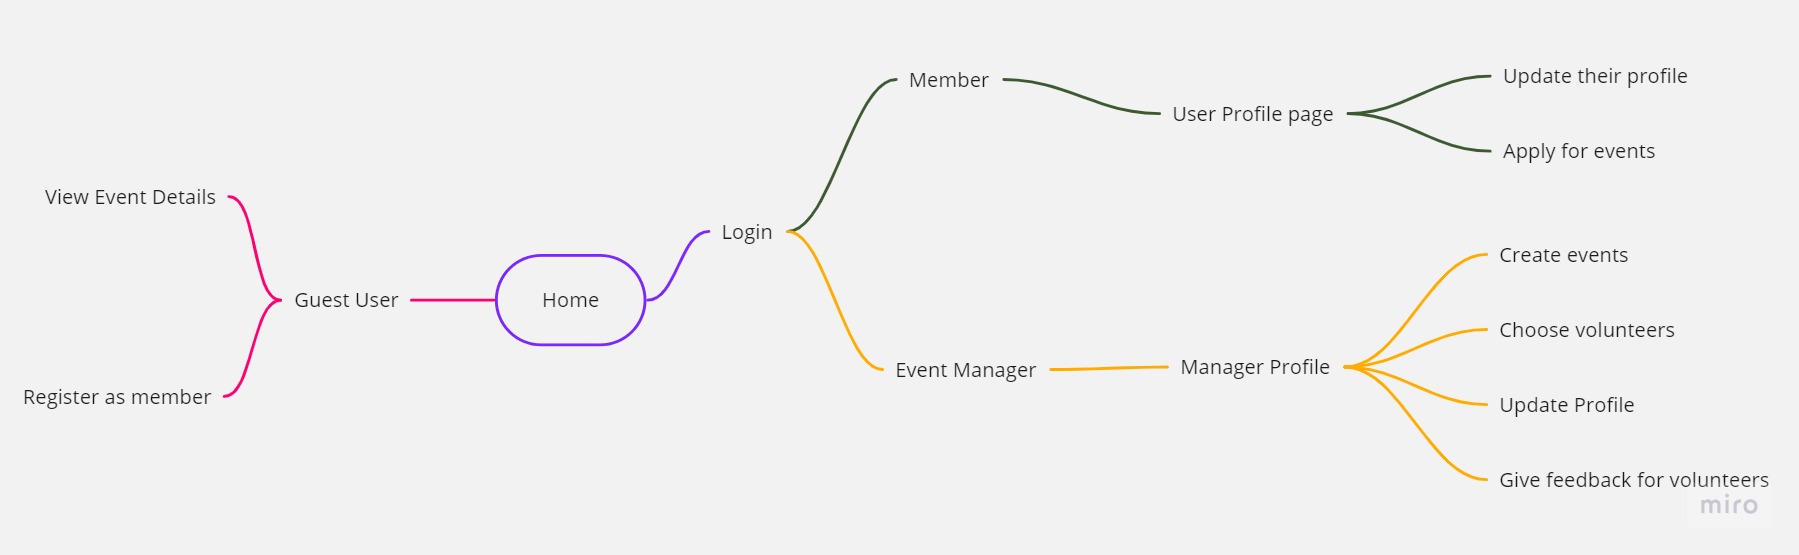 View Event Details
Register as member
Guest User
Home
Login
Member
User Profile page
Update their profile
Apply for events
Event Manager
Manager Profile
Create events
Choose volunteers
Update Profile
Give feedback for volunteers
miro